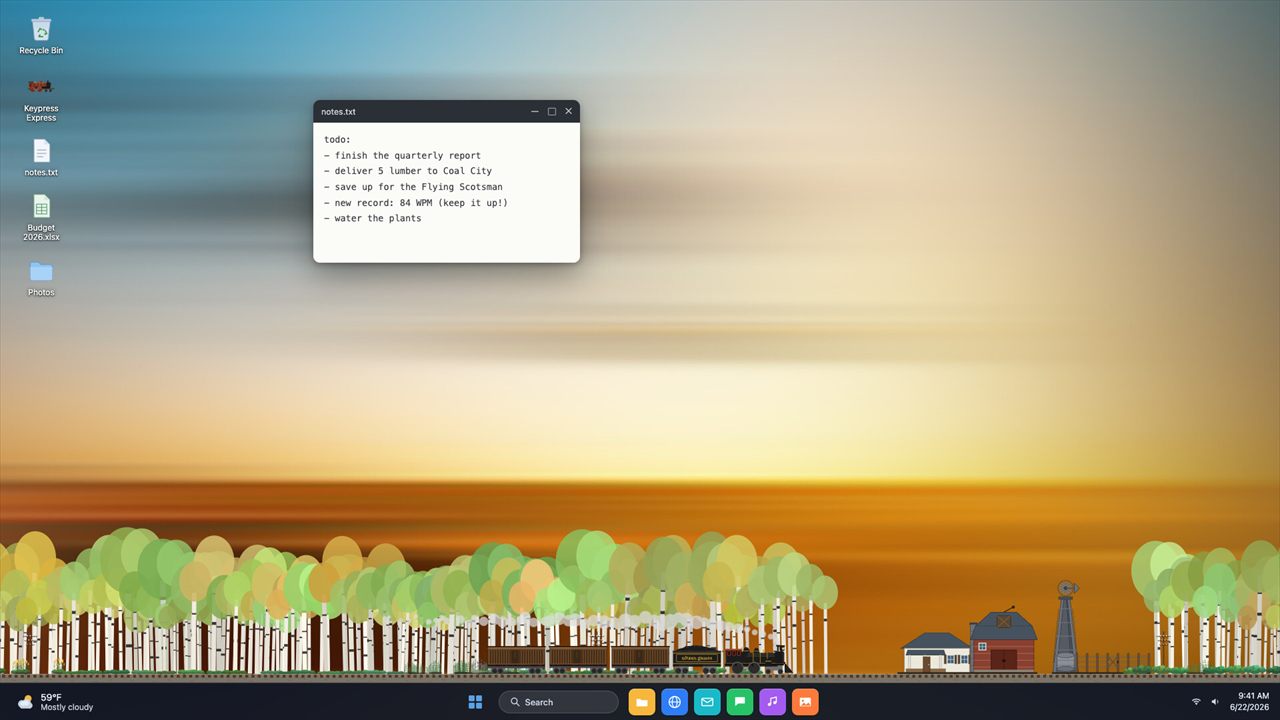 Recycle Bin
Keypress
Express
notes.txt
Budget
2026.xlsx
Photos
notes.txt
todo:
– finish the quarterly report
– deliver 5 lumber to Coal City
– save up for the Flying Scotsman
– new record: 84 WPM (keep it up!)
– water the plants
59°F
Mostly cloudy
Search
9:41 AM
6/22/2026